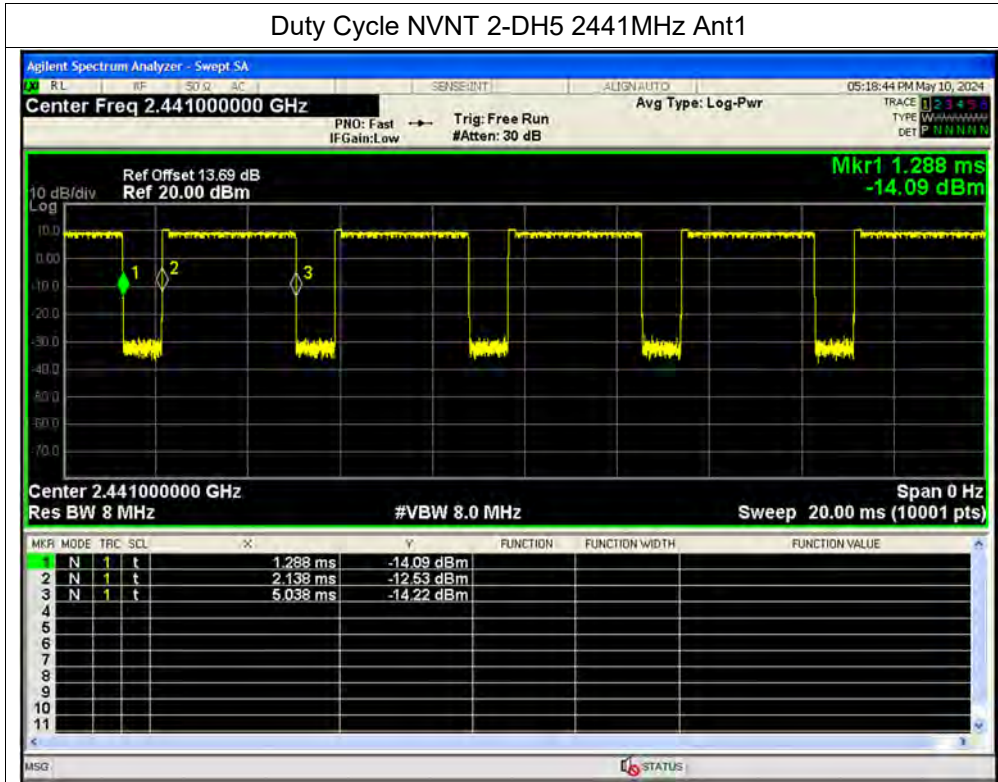 Duty Cycle NVNT 2-DH5 2441MHz Ant1
Agilent Spectrum Analyzer - Swept SA
LXI RL RF 50 Ω AC SENSE:INT ALIGN AUTO 05:18:44 PM May 10, 2024
Center Freq 2.441000000 GHz Avg Type: Log-Pwr TRACE 1 2 3 4 5 6
PNO: Fast Trig: Free Run TYPE W
IFGain:Low #Atten: 30 dB DET P N N N N N
Mkr1 1.288 ms
-14.09 dBm
Ref Offset 13.69 dB
10 dB/div Ref 20.00 dBm
Log
10.0
0.00
-10.0
-20.0
-30.0
-40.0
-50.0
-60.0
-70.0
1 2 3
Center 2.441000000 GHz Span 0 Hz
Res BW 8 MHz #VBW 8.0 MHz Sweep 20.00 ms (10001 pts)
MKR MODE TRC SCL X Y FUNCTION FUNCTION WIDTH FUNCTION VALUE
1 N 1 t 1.288 ms -14.09 dBm
2 N 1 t 2.138 ms -12.53 dBm
3 N 1 t 5.038 ms -14.22 dBm
4
5
6
7
8
9
10
11
MSG STATUS